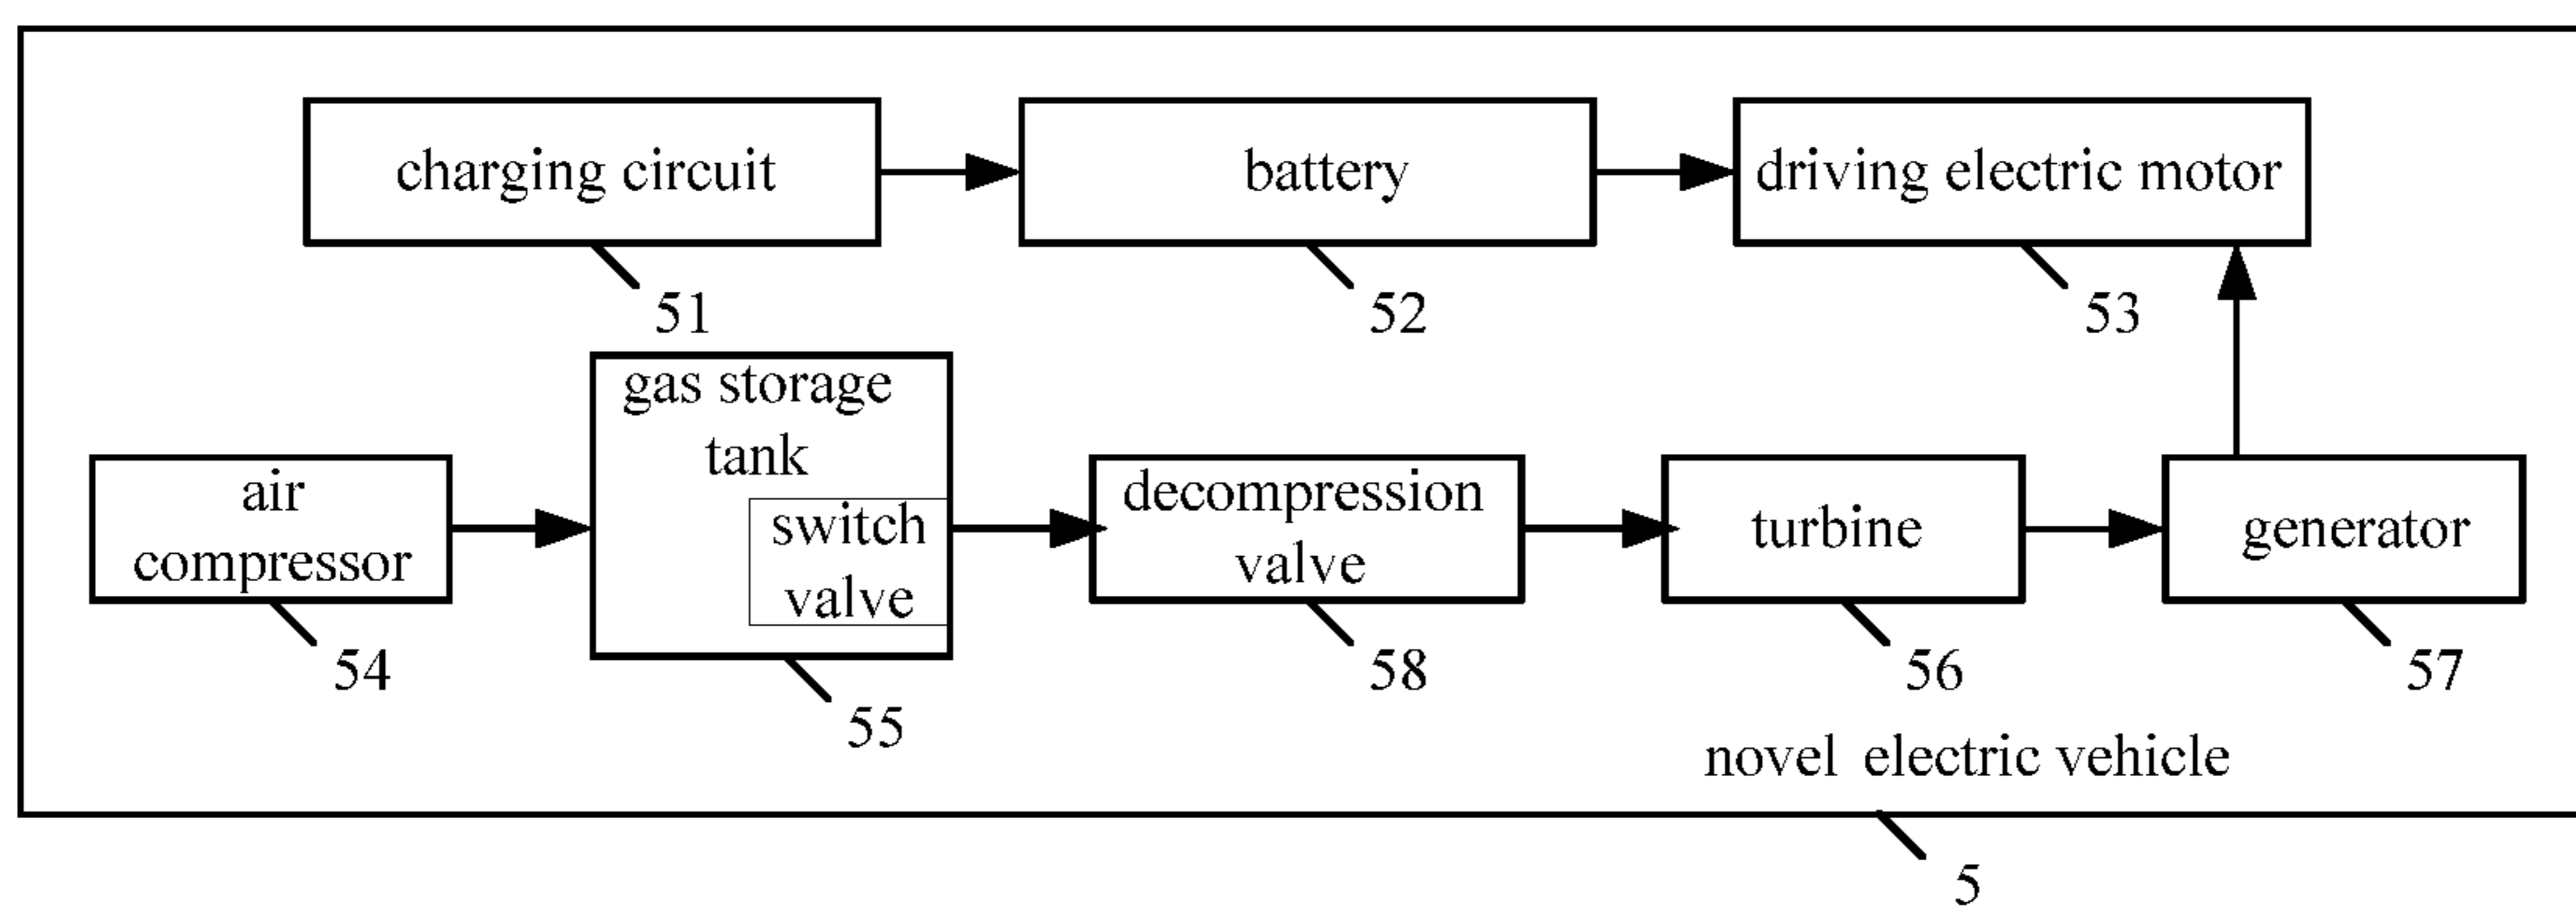 charging circuit
battery
driving electric motor
51
52
53
gas storage
tank
switch
valve
air
compressor
decompression
valve
turbine
generator
54
55
58
56
57
novel electric vehicle
5